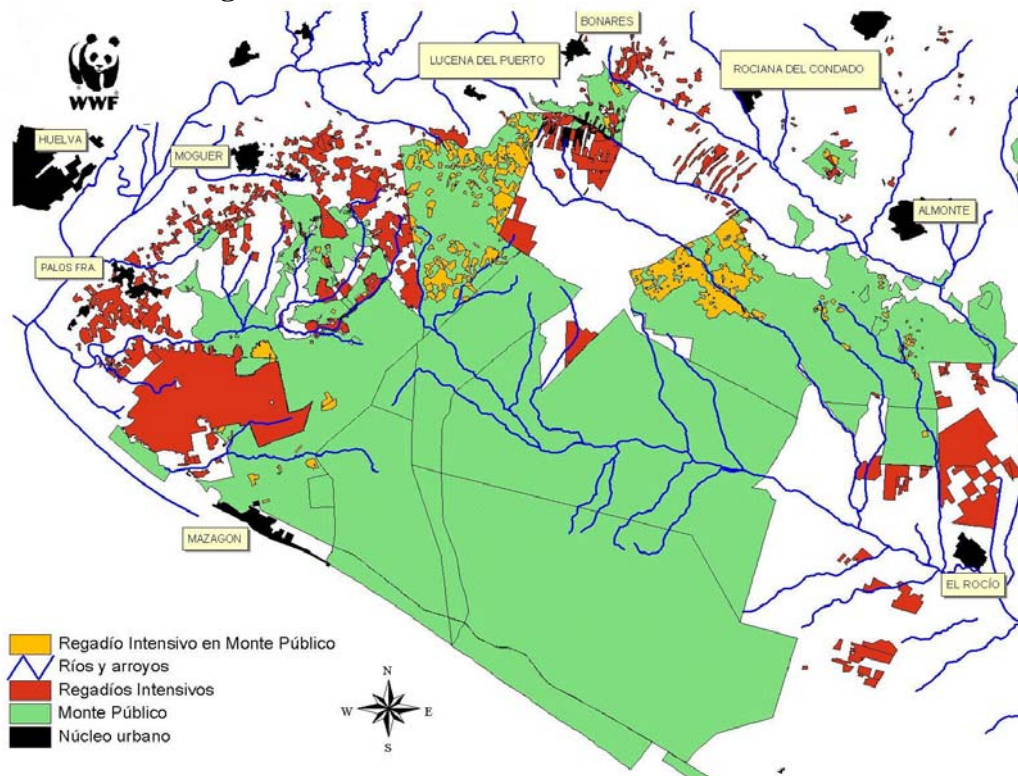 BONARES
LUCENA DEL PUERTO
ROCIANA DEL CONDADO
WWF
HUELVA
MOGUER
ALMONTE
PALOS FRA.
MAZAGON
EL ROCÍO
Regadío Intensivo en Monte Público
Ríos y arroyos
Regadíos Intensivos
Monte Público
Núcleo urbano
N
W E
S